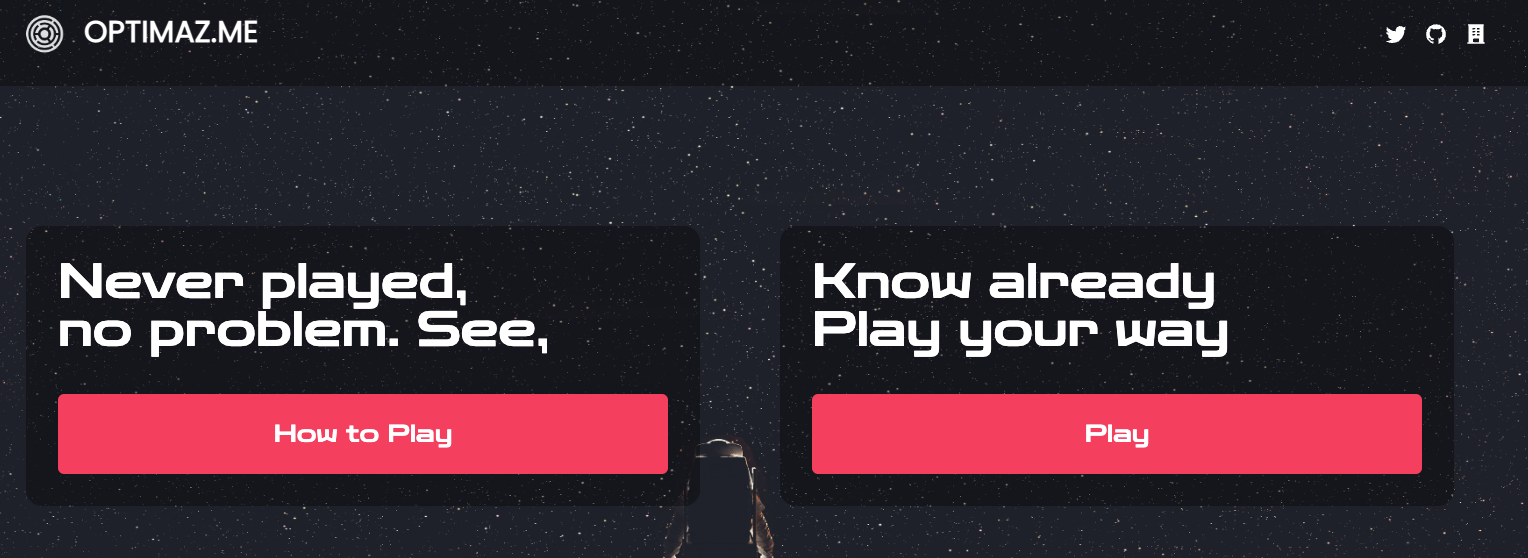 OPTIMAZ.ME
Never played,
no problem. See,
How to Play
Know already
Play your way
Play